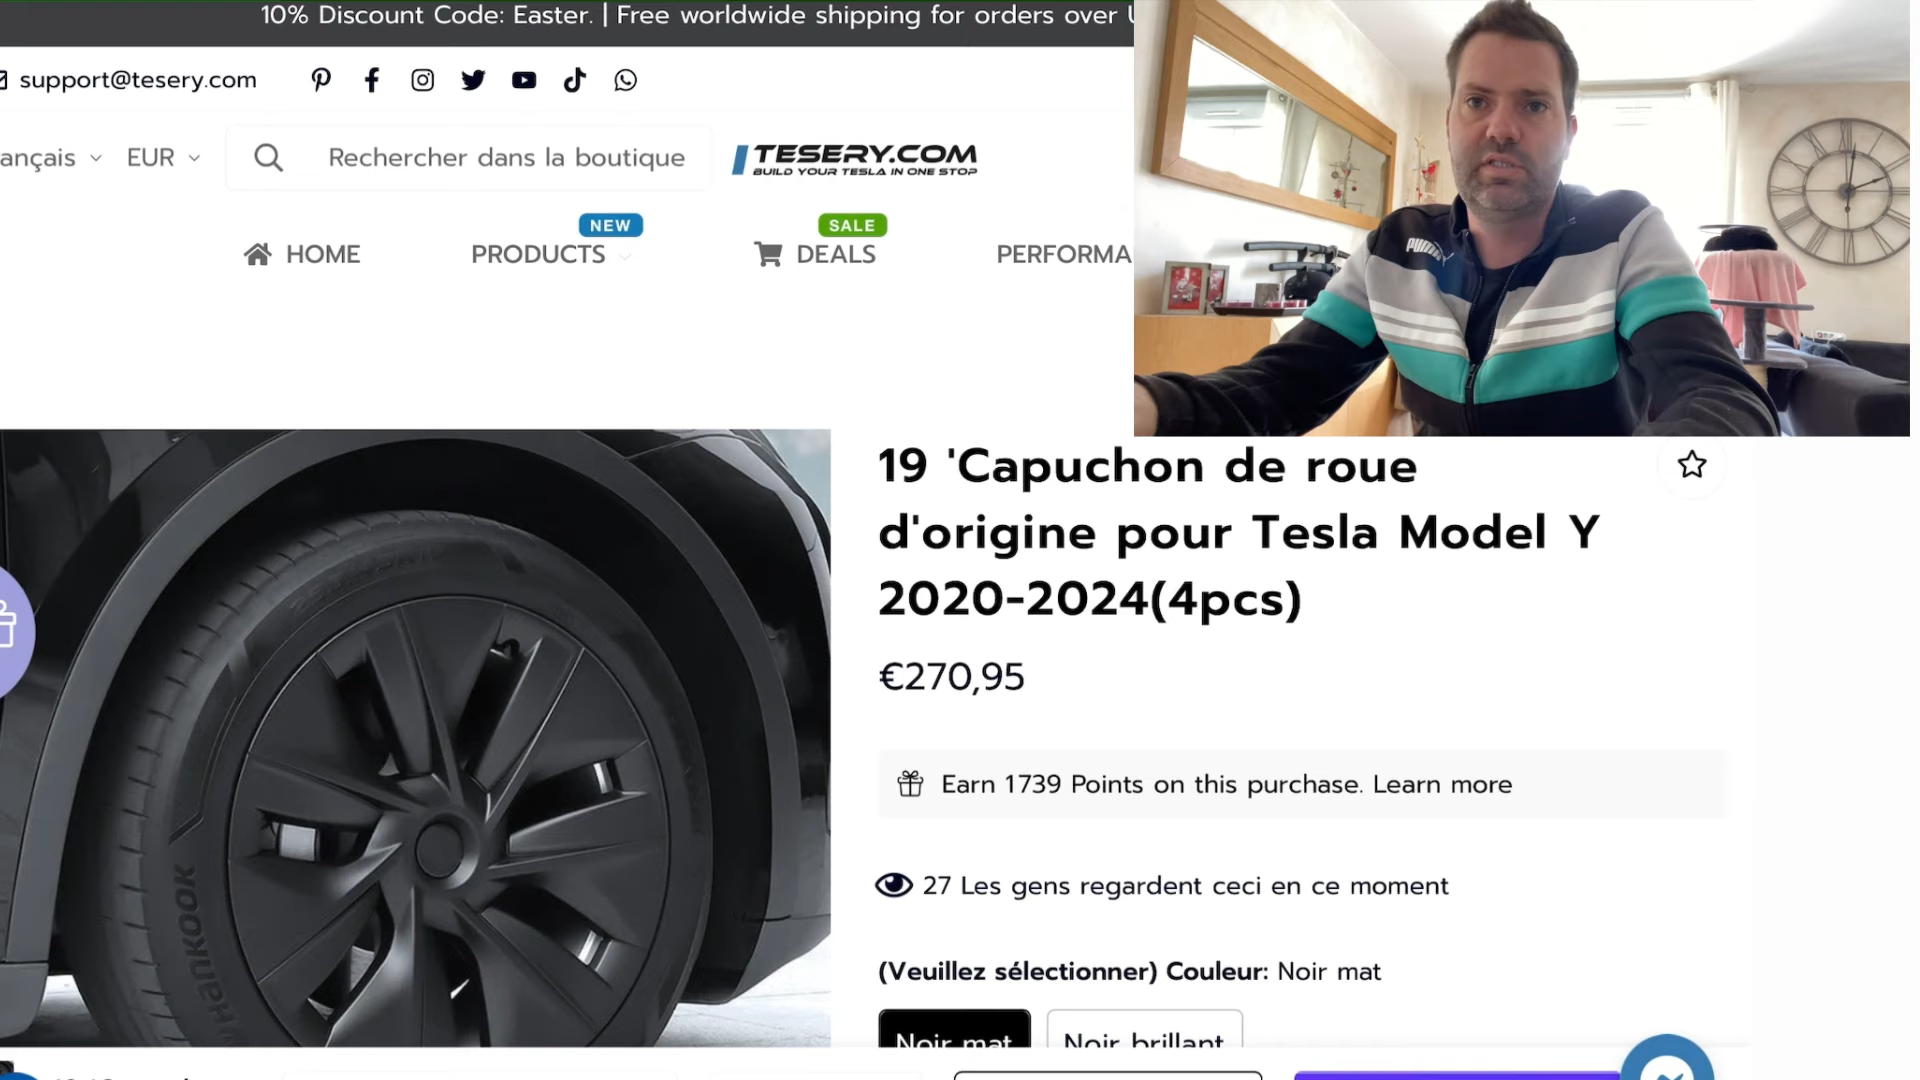 10% Discount Code: Easter. | Free worldwide shipping for orders over
support@tesery.com
ançais EUR Rechercher dans la boutique TESERY.COM
BUILD YOUR TESLA IN ONE STOP
NEW SALE
HOME PRODUCTS DEALS PERFORMA
PUMA
19 'Capuchon de roue
d'origine pour Tesla Model Y
2020-2024(4pcs)
€270,95
Earn 1739 Points on this purchase. Learn more
27 Les gens regardent ceci en ce moment
HANKOOK
(Veuillez sélectionner) Couleur: Noir mat
Noir mat Noir brillant